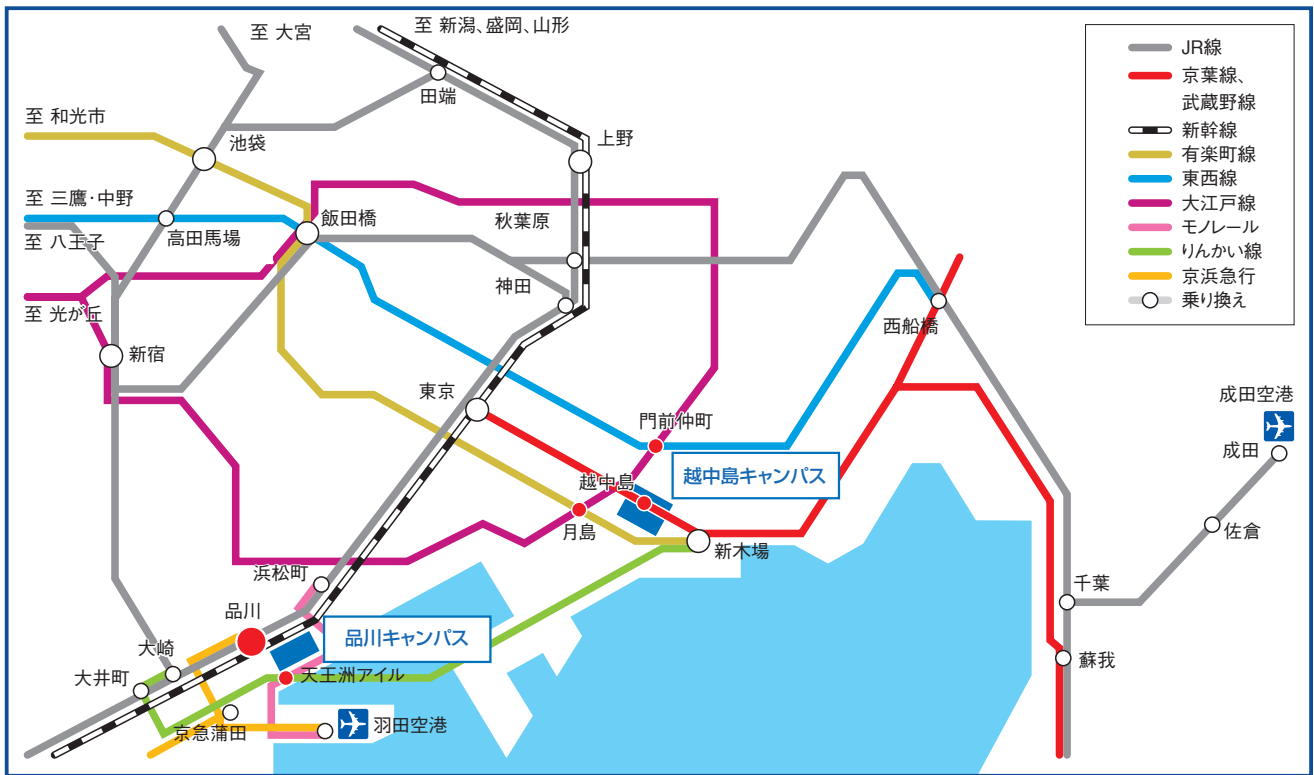 至 大宮
至 新潟、盛岡、山形
田端
至 和光市
池袋
上野
至 三鷹・中野
飯田橋
秋葉原
高田馬場
至 八王子
神田
至 光が丘
西船橋
新宿
東京
門前仲町
成田空港
成田
越中島キャンパス
越中島
月島
新木場
佐倉
浜松町
千葉
品川
品川キャンパス
大崎
大井町
天王洲アイル
蘇我
京急蒲田
羽田空港
JR線
京葉線、
武蔵野線
新幹線
有楽町線
東西線
大江戸線
モノレール
りんかい線
京浜急行
乗り換え